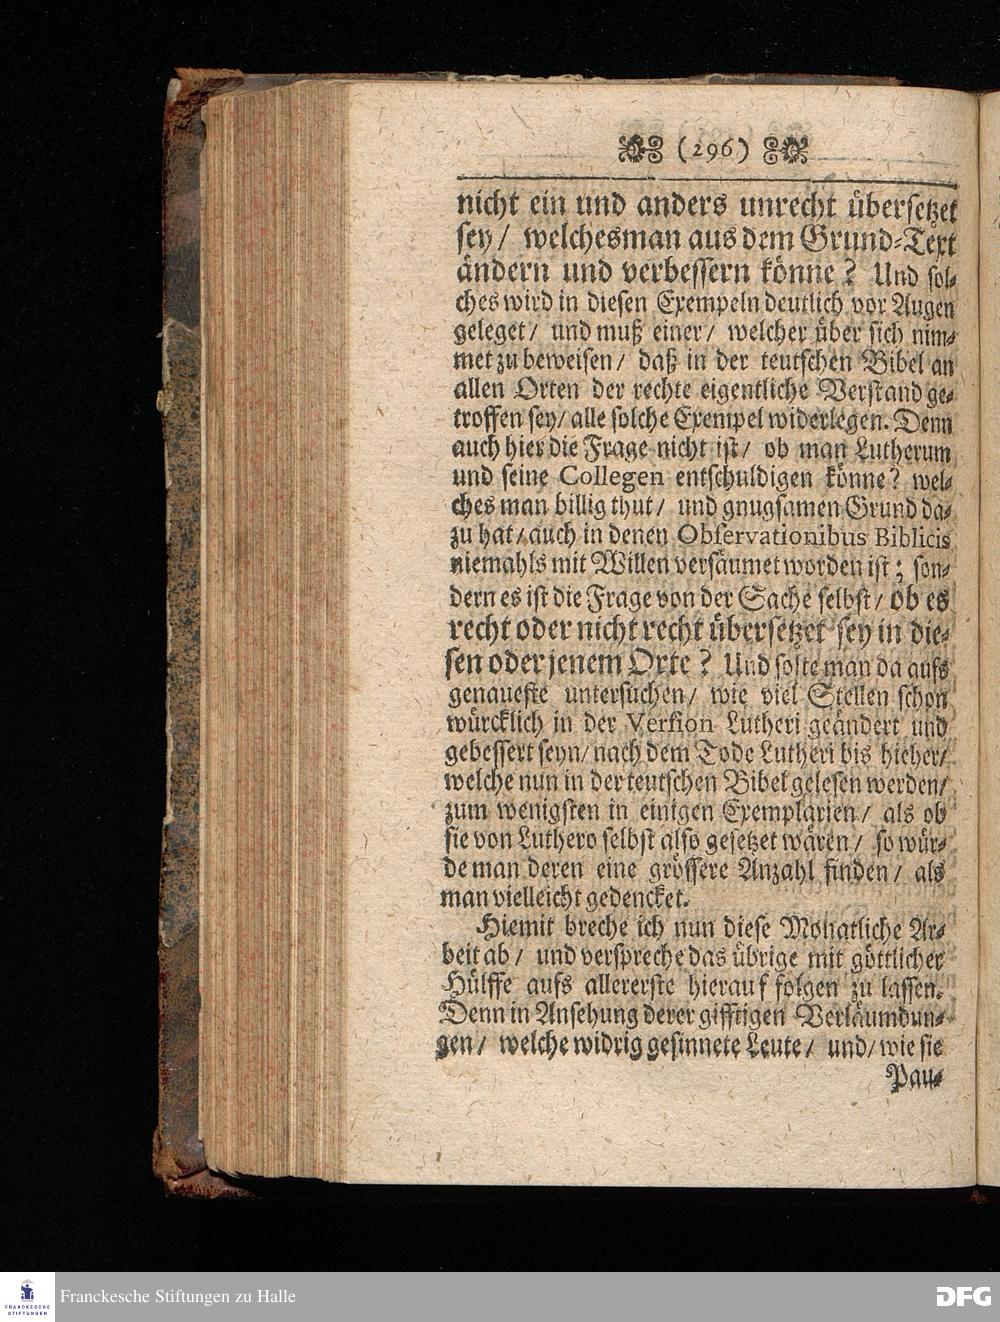 (296)
nicht ein und anders unrecht übersetzet
sey/ welchesman aus dem Grund-Text
ändern und verbessern könne? Und sol-
ches wird in diesen Exempeln deutlich vor Augen
geleget/ und muß einer/ welcher über sich nim-
met zu beweisen/ daß in der teutschen Bibel an
allen Orten der rechte eigentliche Verstand ge-
troffen sey/ alle solche Exempel widerlegen. Denn
auch hier die Frage nicht ist/ ob man Lutherum
und seine Collegen entschuldigen könne? wel-
ches man billig thut/ und gnugsamen Grund da-
zu hat/ auch in denen Observationibus Biblicis
niemahls mit Willen versäumet worden ist; son-
dern es ist die Frage von der Sache selbst/ ob es
recht oder nicht recht übersetzet sey in die-
sen oder jenem Orte? Und solte man da aufs
genaueste untersuchen/ wie viel Stellen schon
würcklich in der Version Lutheri geändert und
gebessert seyn/ nach dem Tode Lutheri bis hieher/
welche nun in der teutschen Bibel gelesen werden/
zum wenigsten in einigen Exemplarien/ als ob
sie von Luthero selbst also gesetzet wären/ so wür-
de man deren eine grössere Anzahl finden/ als
man vielleicht gedencket.
Hiemit breche ich nun diese Monatliche Ar-
beit ab/ und verspreche das übrige mit göttlicher
Hülffe aufs allererste hierauf folgen zu lassen.
Denn in Ansehung derer gifftigen Verläumdun-
gen/ welche widrig gesinnete Leute/ und/ wie sie
Pau-
FRANCKESCHE
STIFTUNGEN
Franckesche Stiftungen zu Halle
DFG